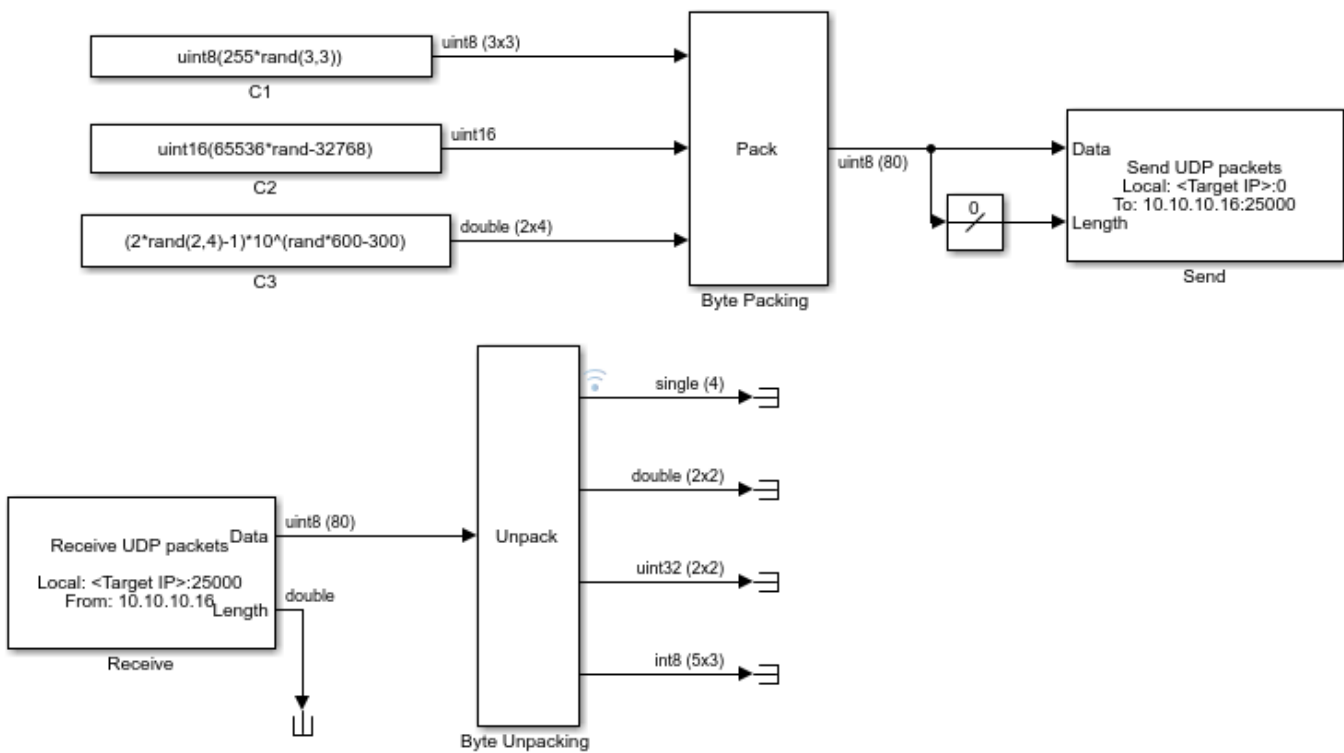 uint8(255*rand(3,3))
uint8 (3x3)
C1
uint16(65536*rand-32768)
uint16
C2
(2*rand(2,4)-1)*10^(rand*600-300)
double (2x4)
C3
Pack
Byte Packing
uint8 (80)
0
Data
Send UDP packets
Local: <Target IP>:0
To: 10.10.10.16:25000
Length
Send
Receive UDP packets
Data
Local: <Target IP>:25000
From: 10.10.10.16
Length
Receive
uint8 (80)
double
Unpack
Byte Unpacking
single (4)
double (2x2)
uint32 (2x2)
int8 (5x3)